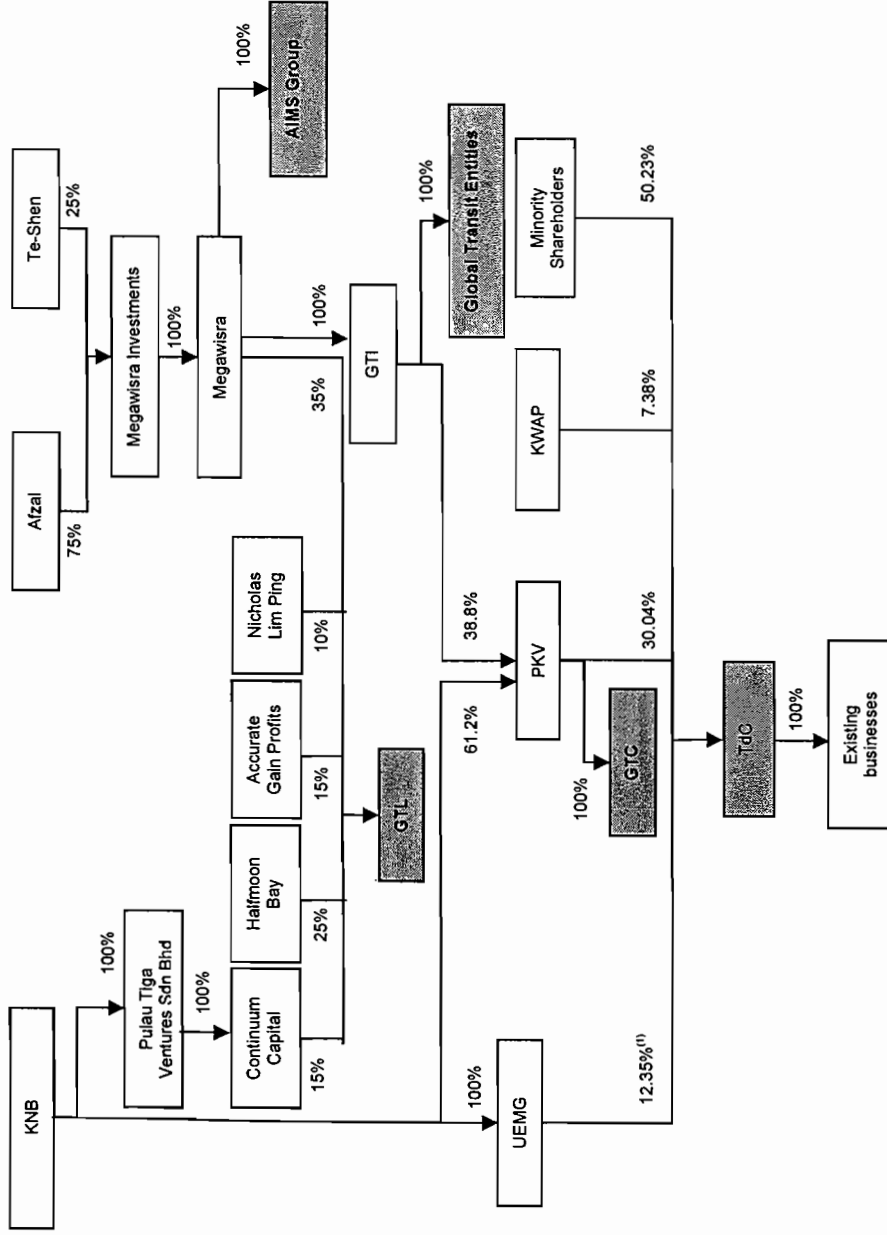 KNB
Afzal
Te-Shen
75%
25%
Megawisra Investments
100%
Megawisra
100%
AIMS Group
100%
Pulau Tiga
Ventures Sdn Bhd
100%
Continuum
Capital
Halfmoon
Bay
Accurate
Gain Profits
Nicholas
Lim Ping
15%
25%
15%
10%
35%
100%
GTL
GTI
100%
Global Transit Entities
100%
UEMG
61.2%
38.8%
PKV
KWAP
Minority
Shareholders
100%
GTC
12.35%(1)
30.04%
7.38%
50.23%
TdC
100%
Existing
businesses